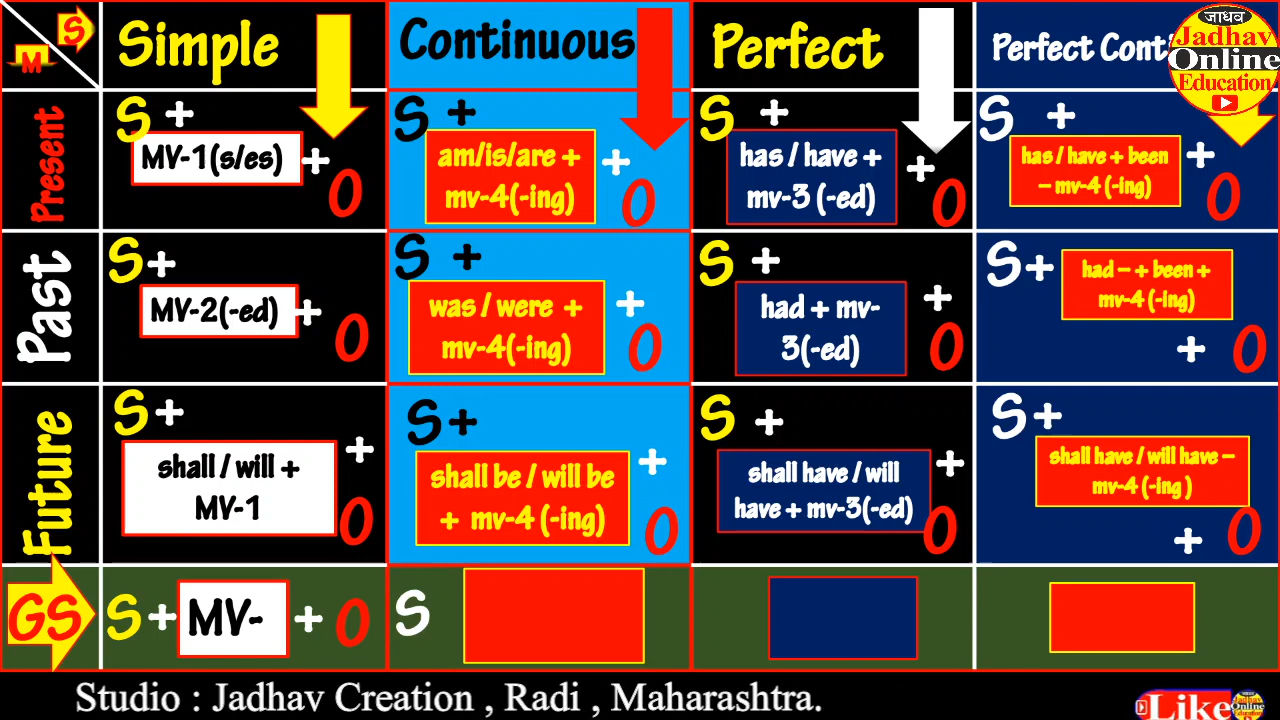 S
M
Simple
Continuous
Perfect
Perfect Cont
जाधव
Jadhav
Online
Education
Present
S +
MV-1(s/es) +
O
S +
am/is/are +
mv-4(-ing)
+
O
S +
has / have +
mv-3 (-ed)
+
O
S +
has / have + been
– mv-4 (-ing)
+
O
Past
S+
MV-2(-ed) +
O
S +
was / were +
mv-4(-ing)
+
O
S +
had + mv-
3(-ed)
+
O
S+
had – + been +
mv-4 (-ing)
+ O
Future
S+
shall / will +
MV-1
+
O
S+
shall be / will be
+ mv-4 (-ing)
+
O
S +
shall have / will
have + mv-3(-ed)
+
O
S+
shall have / will have –
mv-4 (-ing )
+ O
GS
S + MV- + O
S
Studio : Jadhav Creation , Radi , Maharashtra.
Like